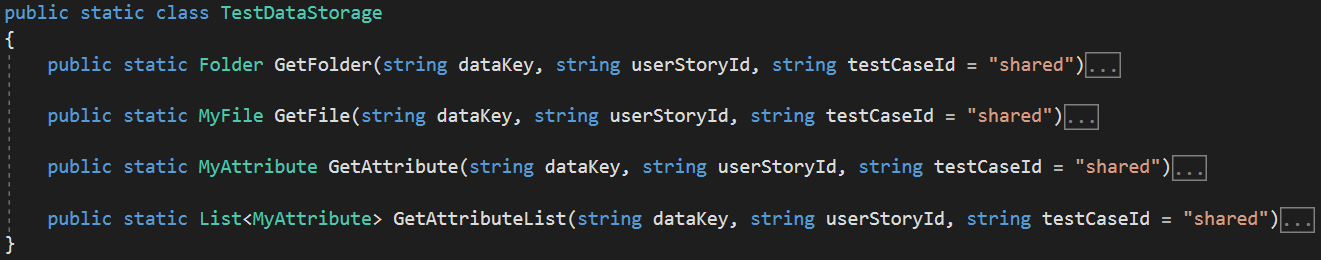 public static class TestDataStorage
{
public static Folder GetFolder(string dataKey, string userStoryId, string testCaseId = "shared")...
public static MyFile GetFile(string dataKey, string userStoryId, string testCaseId = "shared")...
public static MyAttribute GetAttribute(string dataKey, string userStoryId, string testCaseId = "shared")...
public static List<MyAttribute> GetAttributeList(string dataKey, string userStoryId, string testCaseId = "shared")...
}